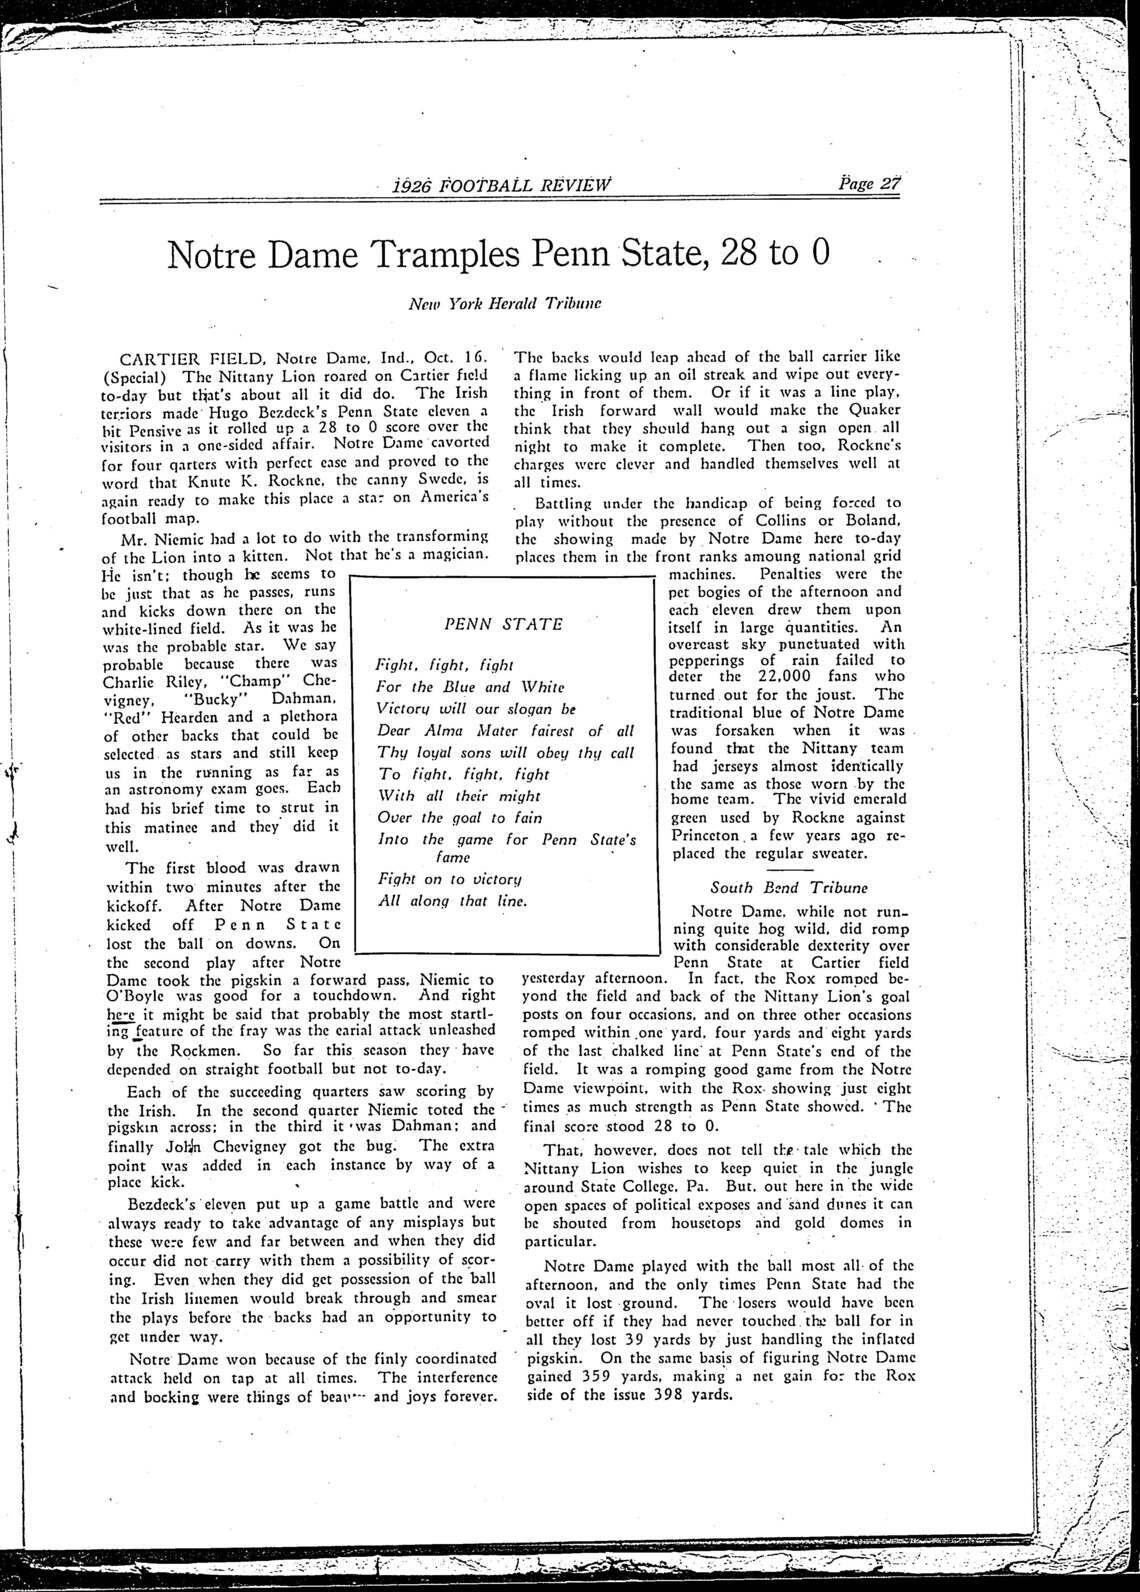 1926 FOOTBALL REVIEW
Page 27
Notre Dame Tramples Penn State, 28 to 0
New York Herald Tribune
CARTIER FIELD, Notre Dame, Ind., Oct. 16.
(Special) The Nittany Lion roared on Cartier field
to-day but that's about all it did do. The Irish
terriors made Hugo Bezdeck's Penn State eleven a
bit Pensive as it rolled up a 28 to 0 score over the
visitors in a one-sided affair. Notre Dame cavorted
for four qarters with perfect ease and proved to the
word that Knute K. Rockne, the canny Swede, is
again ready to make this place a star on America's
football map.
Mr. Niemic had a lot to do with the transforming
of the Lion into a kitten. Not that he's a magician.
He isn't; though he seems to
be just that as he passes, runs
and kicks down there on the
white-lined field. As it was he
was the probable star. We say
probable because there was
Charlie Riley, "Champ" Che-
vigney, "Bucky" Dahman,
"Red" Hearden and a plethora
of other backs that could be
selected as stars and still keep
us in the running as far as
an astronomy exam goes. Each
had his brief time to strut in
this matinee and they did it
well.
The first blood was drawn
within two minutes after the
kickoff. After Notre Dame
kicked off Penn State
lost the ball on downs. On
the second play after Notre
Dame took the pigskin a forward pass, Niemic to
O'Boyle was good for a touchdown. And right
here it might be said that probably the most startl-
ing feature of the fray was the earial attack unleashed
by the Rockmen. So far this season they have
depended on straight football but not to-day.
Each of the succeeding quarters saw scoring by
the Irish. In the second quarter Niemic toted the
pigskin across; in the third it was Dahman; and
finally John Chevigney got the bug. The extra
point was added in each instance by way of a
place kick.
Bezdeck's eleven put up a game battle and were
always ready to take advantage of any misplays but
these were few and far between and when they did
occur did not carry with them a possibility of scor-
ing. Even when they did get possession of the ball
the Irish linemen would break through and smear
the plays before the backs had an opportunity to
get under way.
Notre Dame won because of the finly coordinated
attack held on tap at all times. The interference
and bocking were things of and joys forever.
The backs would leap ahead of the ball carrier like
a flame licking up an oil streak and wipe out every-
thing in front of them. Or if it was a line play,
the Irish forward wall would make the Quaker
think that they should hang out a sign open all
night to make it complete. Then too, Rockne's
charges were clever and handled themselves well at
all times.
Battling under the handicap of being forced to
play without the presence of Collins or Boland,
the showing made by Notre Dame here to-day
places them in the front ranks amoung national grid
machines. Penalties were the
pet bogies of the afternoon and
each eleven drew them upon
itself in large quantities. An
overcast sky punctuated with
pepperings of rain failed to
deter the 22,000 fans who
turned out for the joust. The
traditional blue of Notre Dame
was forsaken when it was
found that the Nittany team
had jerseys almost identically
the same as those worn by the
home team. The vivid emerald
green used by Rockne against
Princeton a few years ago re-
placed the regular sweater.
PENN STATE
Fight, fight, fight
For the Blue and White
Victory will our slogan be
Dear Alma Mater fairest of all
Thy loyal sons will obey thy call
To fight, fight, fight
With all their might
Over the goal to fain
Into the game for Penn State's
fame
Fight on to victory
All along that line.
South Bend Tribune
Notre Dame, while not run-
ning quite hog wild, did romp
with considerable dexterity over
Penn State at Cartier field
yesterday afternoon. In fact, the Rox romped be-
yond the field and back of the Nittany Lion's goal
posts on four occasions, and on three other occasions
romped within one yard, four yards and eight yards
of the last chalked line at Penn State's end of the
field. It was a romping good game from the Notre
Dame viewpoint, with the Rox showing just eight
times as much strength as Penn State showed. The
final score stood 28 to 0.
That, however, does not tell the tale which the
Nittany Lion wishes to keep quiet in the jungle
around State College, Pa. But, out here in the wide
open spaces of political exposes and sand dunes it can
be shouted from housetops and gold domes in
particular.
Notre Dame played with the ball most all of the
afternoon, and the only times Penn State had the
oval it lost ground. The losers would have been
better off if they had never touched the ball for in
all they lost 39 yards by just handling the inflated
pigskin. On the same basis of figuring Notre Dame
gained 359 yards, making a net gain for the Rox
side of the issue 398 yards.